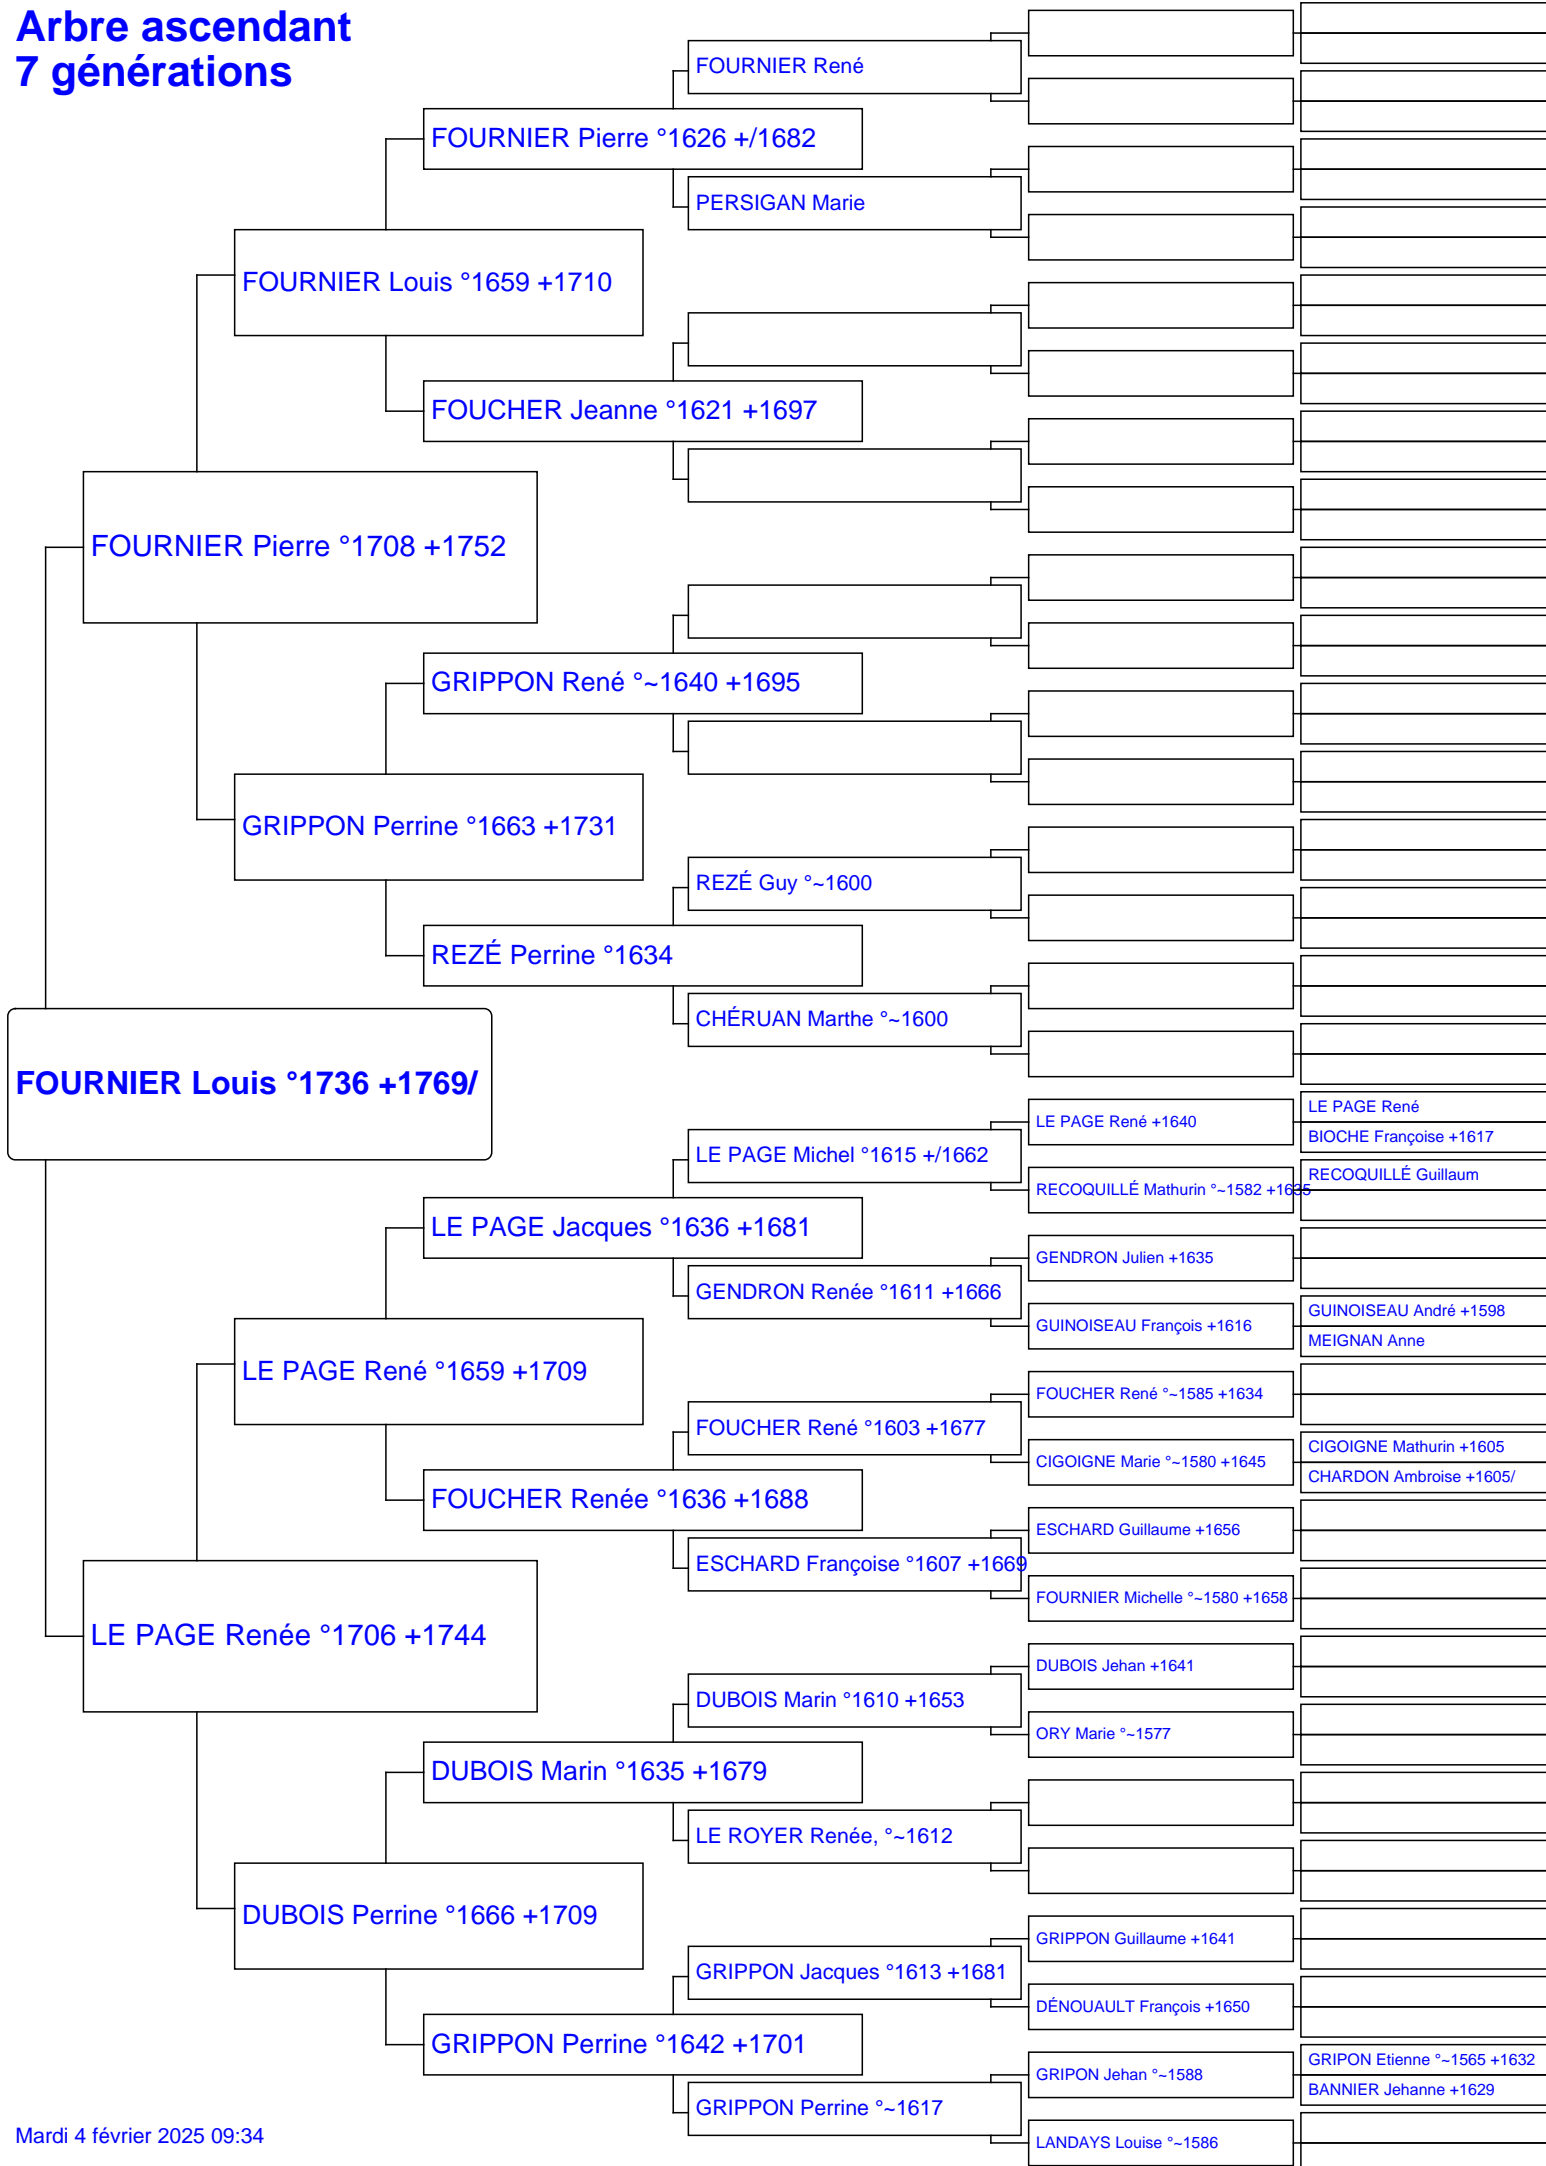 Arbre ascendant
7 générations
FOURNIER René
FOURNIER Pierre °1626 +/1682
PERSIGAN Marie
FOURNIER Louis °1659 +1710
FOUCHER Jeanne °1621 +1697
FOURNIER Pierre °1708 +1752
GRIPPON René °~1640 +1695
GRIPPON Perrine °1663 +1731
REZÉ Guy °~1600
REZÉ Perrine °1634
CHÉRUAN Marthe °~1600
FOURNIER Louis °1736 +1769/
LE PAGE René
LE PAGE René +1640
BIOCHE Françoise +1617
LE PAGE Michel °1615 +/1662
RECOQUILLÉ Guillaum
RECOQUILLÉ Mathurin °~1582 +1635
LE PAGE Jacques °1636 +1681
GENDRON Julien +1635
GENDRON Renée °1611 +1666
GUINOISEAU André +1598
GUINOISEAU François +1616
MEIGNAN Anne
LE PAGE René °1659 +1709
FOUCHER René °~1585 +1634
FOUCHER René °1603 +1677
CIGOIGNE Mathurin +1605
CIGOIGNE Marie °~1580 +1645
CHARDON Ambroise +1605/
FOUCHER Renée °1636 +1688
ESCHARD Guillaume +1656
ESCHARD Françoise °1607 +1669
FOURNIER Michelle °~1580 +1658
LE PAGE Renée °1706 +1744
DUBOIS Jehan +1641
DUBOIS Marin °1610 +1653
ORY Marie °~1577
DUBOIS Marin °1635 +1679
LE ROYER Renée, °~1612
DUBOIS Perrine °1666 +1709
GRIPPON Guillaume +1641
GRIPPON Jacques °1613 +1681
DÉNOUAULT François +1650
GRIPPON Perrine °1642 +1701
GRIPON Etienne °~1565 +1632
GRIPON Jehan °~1588
BANNIER Jehanne +1629
GRIPPON Perrine °~1617
LANDAYS Louise °~1586
Mardi 4 février 2025 09:34